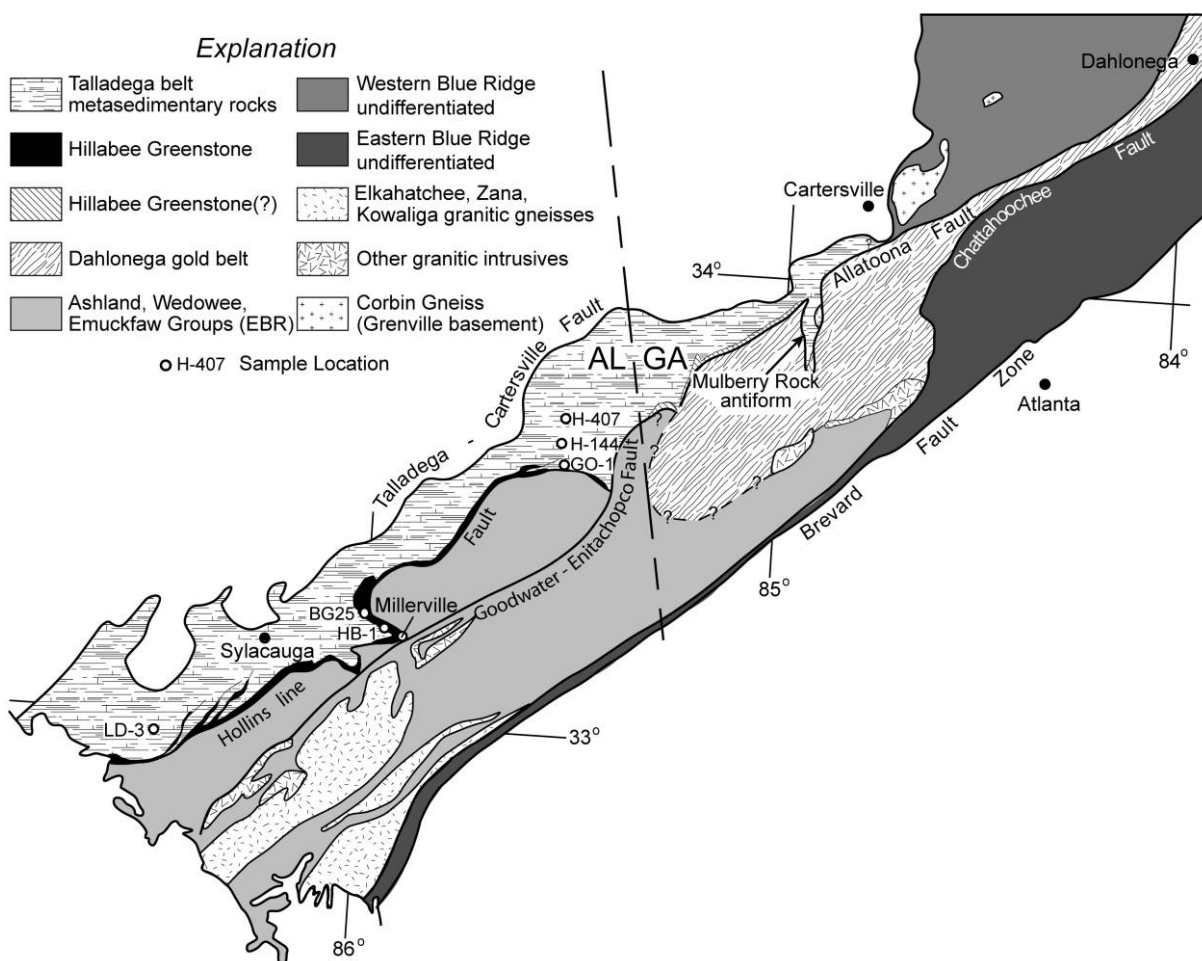 Explanation
Talladega belt
metasedimentary rocks
Hillabee Greenstone
Hillabee Greenstone(?)
Dahlonega gold belt
Ashland, Wedowee,
Emuckfaw Groups (EBR)
Western Blue Ridge
undifferentiated
Eastern Blue Ridge
undifferentiated
Elkahatchee, Zana,
Kowaliga granitic gneisses
Other granitic intrusives
Corbin Gneiss
(Grenville basement)
H-407 Sample Location
Dahlonega
Cartersville
Allatoona Fault
Chattahoochee Fault
34°
84°
Talladega - Cartersville Fault
AL GA
Mulberry Rock
antiform
Atlanta
Brevard Fault Zone
H-407
H-144
GO-1
?
?
?
?
?
?
Goodwater - Enitachopco Fault
85°
BG25
HB-1
Millerville
Sylacauga
Hollins line Fault
LD-3
33°
86°